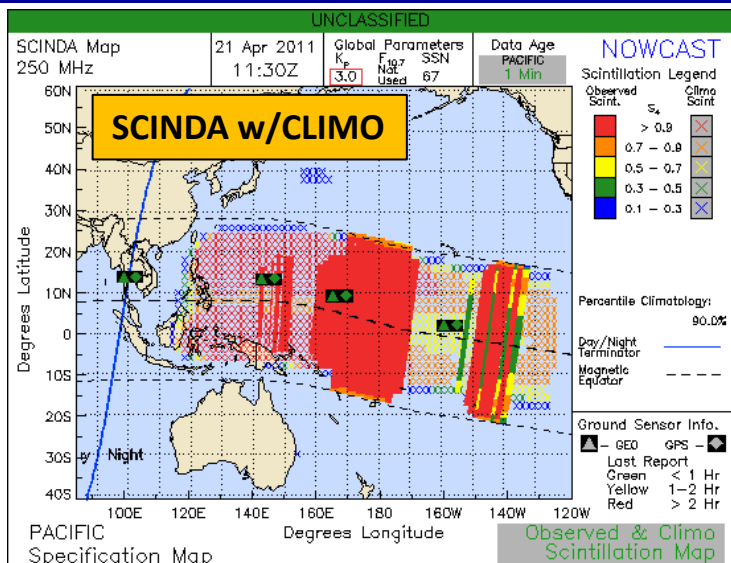 UNCLASSIFIED
SCINDA Map
250 MHz
21 Apr 2011
11:30Z
Global Parameters
Kp F10.7 SSN
3.0 Not Used 67
Data Age
PACIFIC
1 Min
NOWCAST
Scintillation Legend
Observed Scint. S4 Climo Scint
> 0.9
0.7 - 0.9
0.5 - 0.7
0.3 - 0.5
0.1 - 0.3
SCINDA w/CLIMO
60N
50N
40N
30N
20N
10N
0
10S
20S
30S
40S
Degrees Latitude
Night
100E 120E 140E 160E 180 160W 140W 120W
Degrees Longitude
Percentile Climatology:
90.0%
Day/Night Terminator
Magnetic Equator
Ground Sensor Info.
– GEO GPS –
Last Report
Green < 1 Hr
Yellow 1–2 Hr
Red > 2 Hr
PACIFIC
Specification Map
Observed & Climo
Scintillation Map